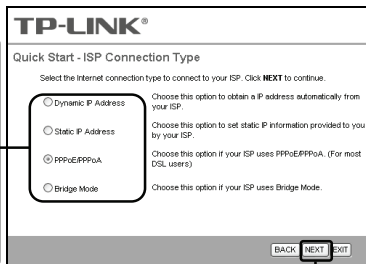 TP-LINK®
Quick Start - ISP Connection Type
Select the Internet connection type to connect to your ISP. Click NEXT to continue.
Dynamic IP Address
Choose this option to obtain a IP address automatically from
your ISP.
Static IP Address
Choose this option to set static IP information provided to you
by your ISP.
PPPoE/PPPoA
Choose this option if your ISP uses PPPoE/PPPoA. (For most
DSL users)
Bridge Mode
Choose this option if your ISP uses Bridge Mode.
BACK NEXT EXIT